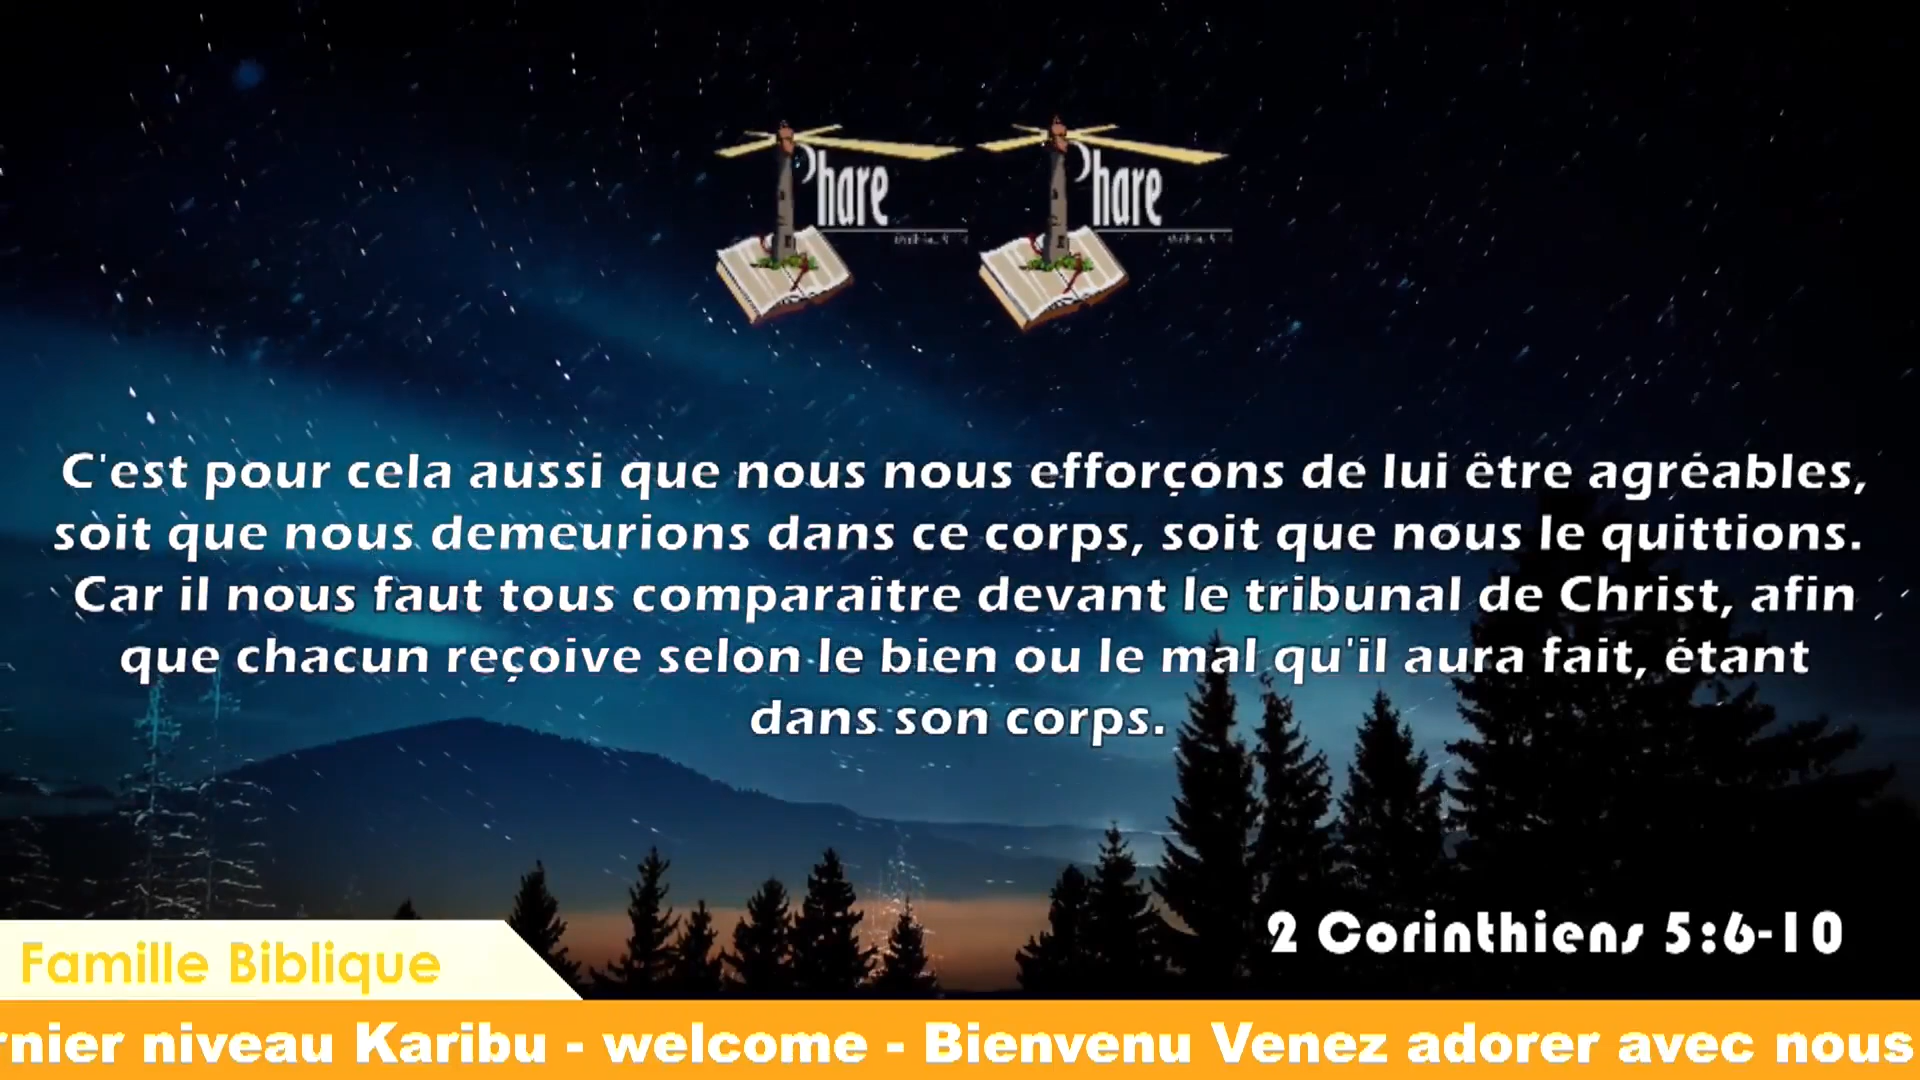 Phare
Phare
C'est pour cela aussi que nous nous efforçons de lui être agréables,
soit que nous demeurions dans ce corps, soit que nous le quittions.
Car il nous faut tous comparaître devant le tribunal de Christ, afin
que chacun reçoive selon le bien ou le mal qu'il aura fait, étant
dans son corps.
2 Corinthiens 5:6-10
Famille Biblique
rnier niveau Karibu - welcome - Bienvenu Venez adorer avec nous